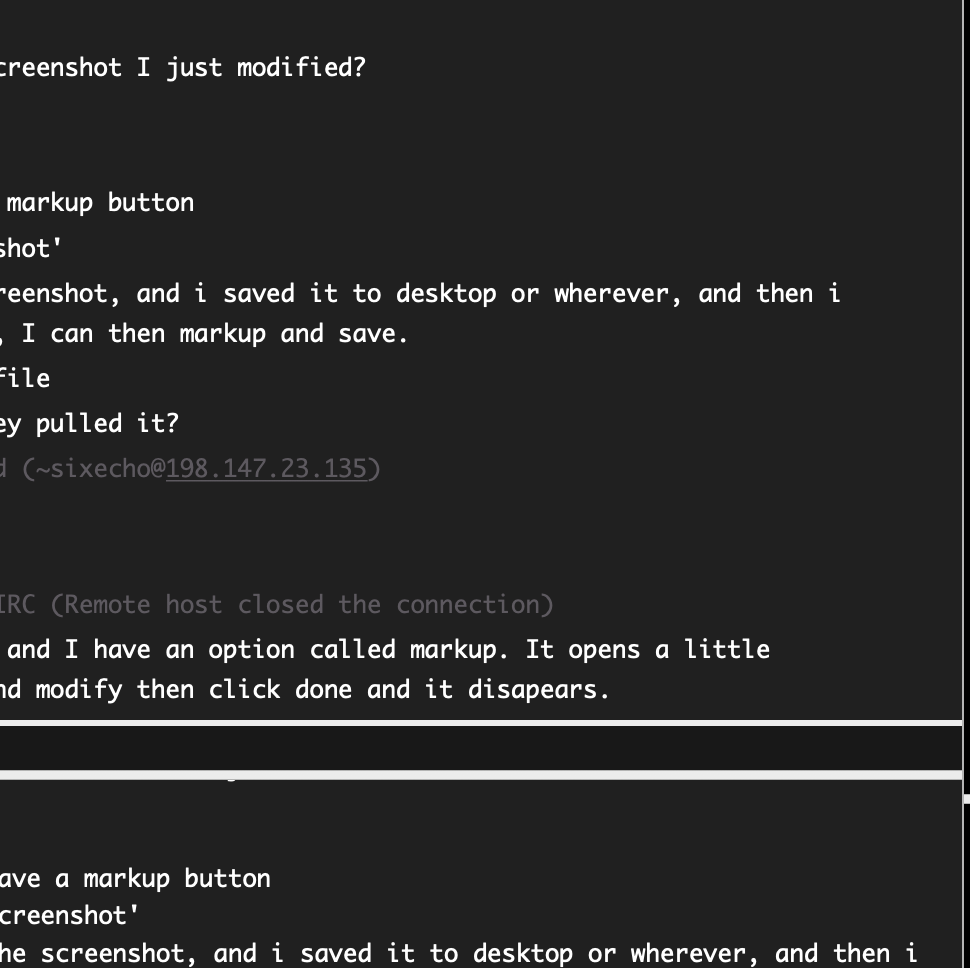 creenshot I just modified?
markup button
shot'
reenshot, and i saved it to desktop or wherever, and then i
, I can then markup and save.
file
ey pulled it?
d (~sixecho@198.147.23.135)
IRC (Remote host closed the connection)
and I have an option called markup. It opens a little
nd modify then click done and it disapears.
ave a markup button
creenshot'
he screenshot, and i saved it to desktop or wherever, and then i